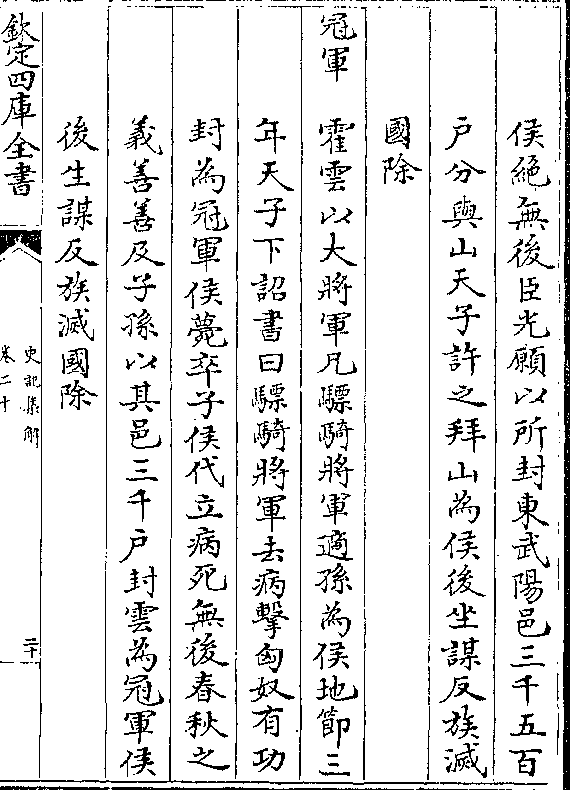 侯絕無後臣光願以所封東武陽邑三千五百
戶分與山天子許之拜山為侯後坐謀反族滅
國除
冠軍　霍雲以大將軍凡驃騎將軍適孫為侯地節三
年天子下詔書曰驃騎將軍去病擊匈奴有功
封為冠軍侯薨卒子侯代立病死無後春秋之
義善善及子孫以其邑三千戶封雲為冠軍侯
後坐謀反族滅國除
欽定四庫全書
史記集解
卷二十
二十